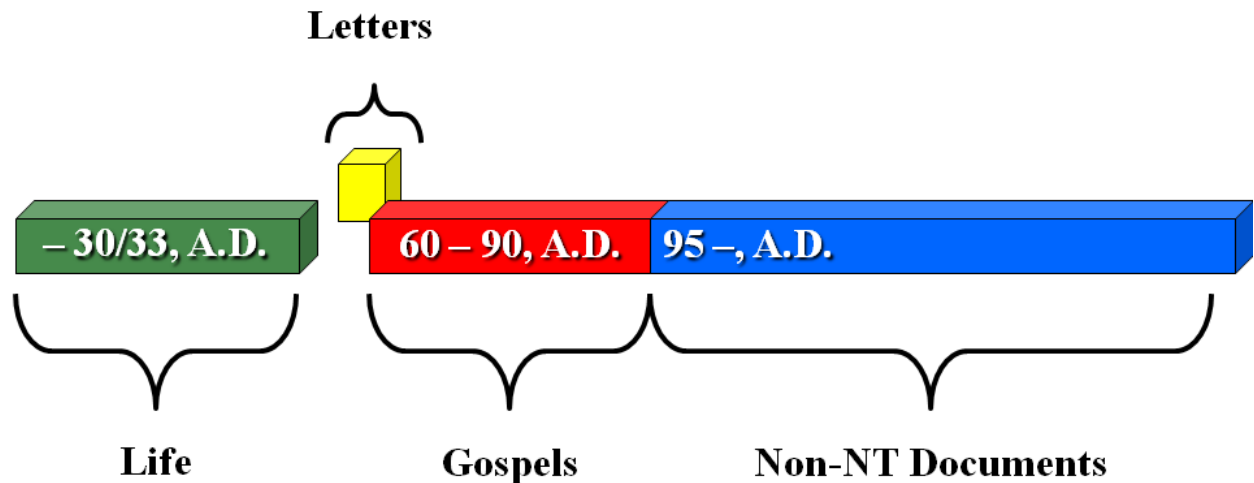 Letters
– 30/33, A.D.
60 – 90, A.D.
95 –, A.D.
Life
Gospels
Non-NT Documents